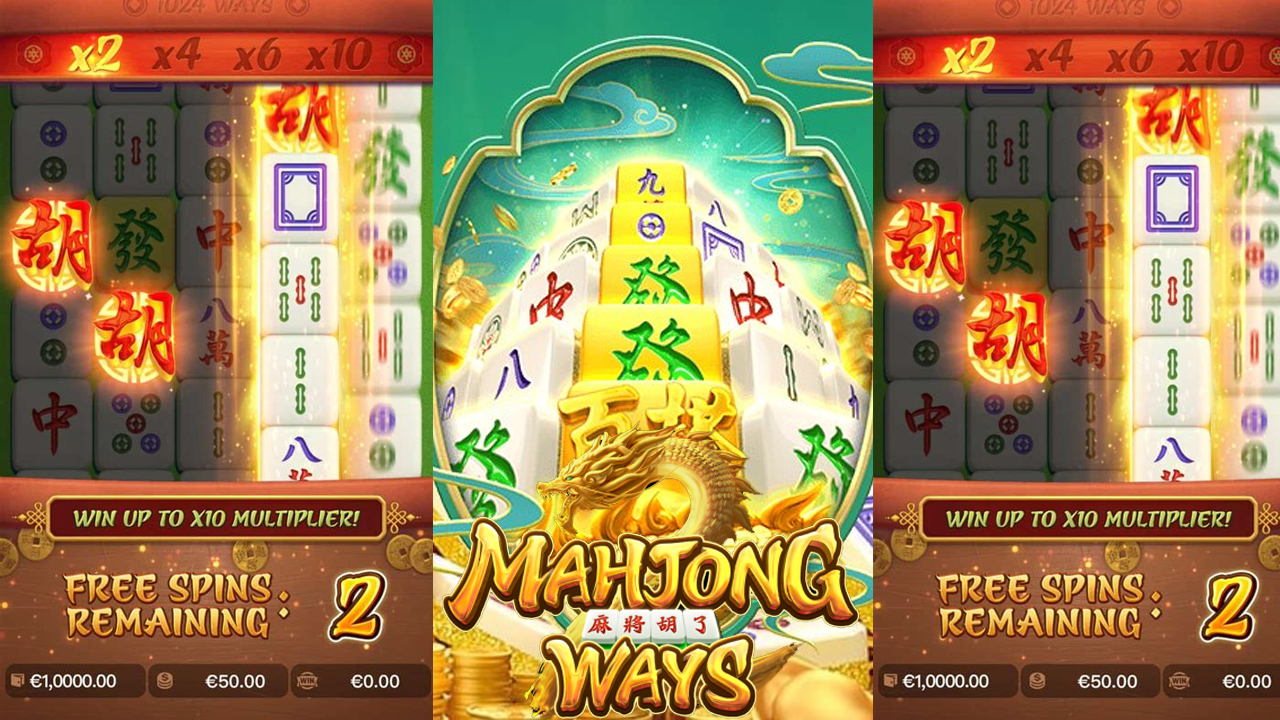 1024 WAYS
x2 x4 x6 x10
胡
發
胡
中
胡
八
萬
中
八
萬
WIN UP TO X10 MULTIPLIER!
FREE SPINS
REMAINING : 2
€1,0000.00 €50.00 WIN €0.00
九
八
發
中
中
發
八
發
發
MAHJONG
麻將胡了
WAYS
1024 WAYS
x2 x4 x6 x10
胡
發
胡
中
發
胡
八
萬
中
八
WIN UP TO X10 MULTIPLIER!
FREE SPINS
REMAINING : 2
€1,0000.00 €50.00 WIN €0.00